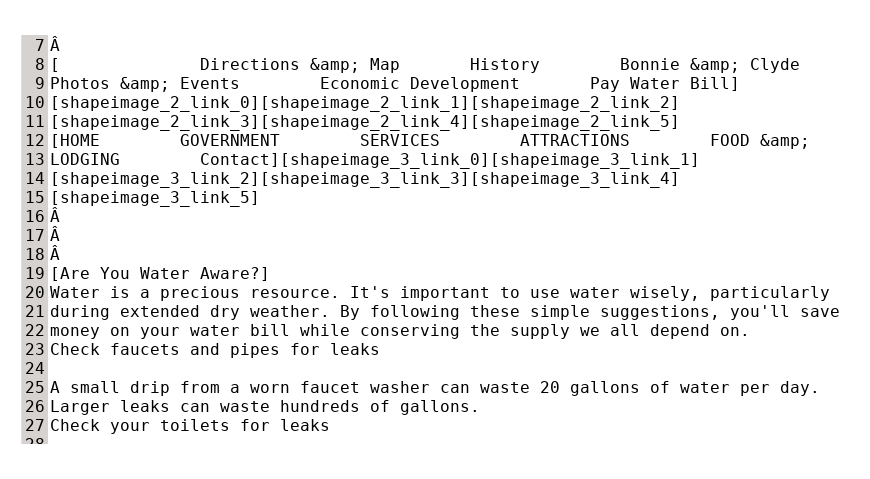 7 Â
8 [              Directions &amp; Map       History        Bonnie &amp; Clyde
9 Photos &amp; Events        Economic Development       Pay Water Bill]
10 [shapeimage_2_link_0][shapeimage_2_link_1][shapeimage_2_link_2]
11 [shapeimage_2_link_3][shapeimage_2_link_4][shapeimage_2_link_5]
12 [HOME        GOVERNMENT        SERVICES        ATTRACTIONS        FOOD &amp;
13 LODGING        Contact][shapeimage_3_link_0][shapeimage_3_link_1]
14 [shapeimage_3_link_2][shapeimage_3_link_3][shapeimage_3_link_4]
15 [shapeimage_3_link_5]
16 Â
17 Â
18 Â
19 [Are You Water Aware?]
20 Water is a precious resource. It's important to use water wisely, particularly
21 during extended dry weather. By following these simple suggestions, you'll save
22 money on your water bill while conserving the supply we all depend on.
23 Check faucets and pipes for leaks
24
25 A small drip from a worn faucet washer can waste 20 gallons of water per day.
26 Larger leaks can waste hundreds of gallons.
27 Check your toilets for leaks
28